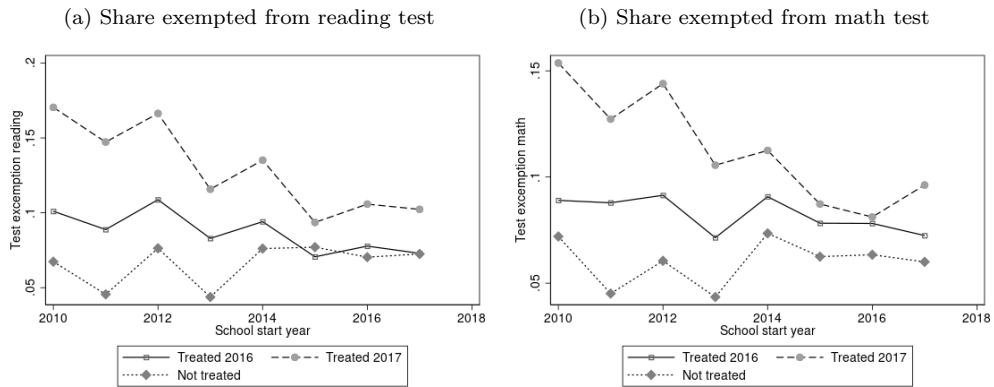 (a) Share exempted from reading test
.2
.15
.1
.05
Test excemption reading
2010
2012
2014
2016
2018
School start year
Treated 2016
Treated 2017
Not treated
(b) Share exempted from math test
.15
.1
.05
Test excemption math
2010
2012
2014
2016
2018
School start year
Treated 2016
Treated 2017
Not treated